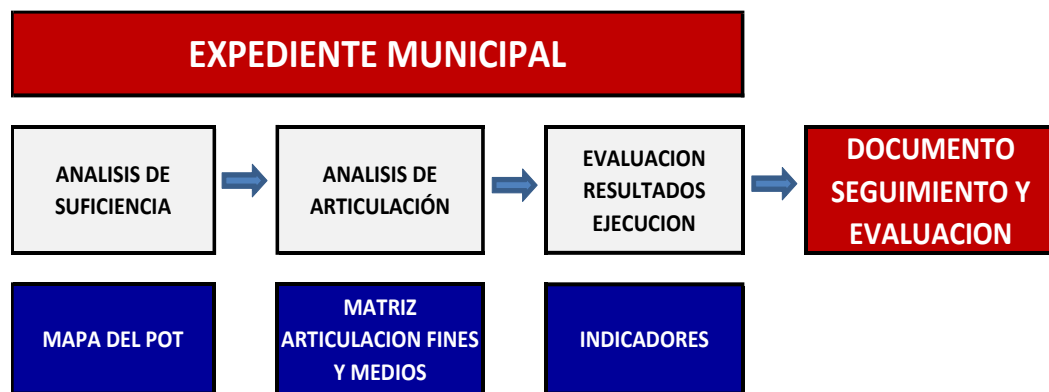 EXPEDIENTE MUNICIPAL
ANALISIS DE
SUFICIENCIA
ANALISIS DE
ARTICULACIÓN
EVALUACION
RESULTADOS
EJECUCION
DOCUMENTO
SEGUIMIENTO Y
EVALUACION
MAPA DEL POT
MATRIZ
ARTICULACION FINES
Y MEDIOS
INDICADORES